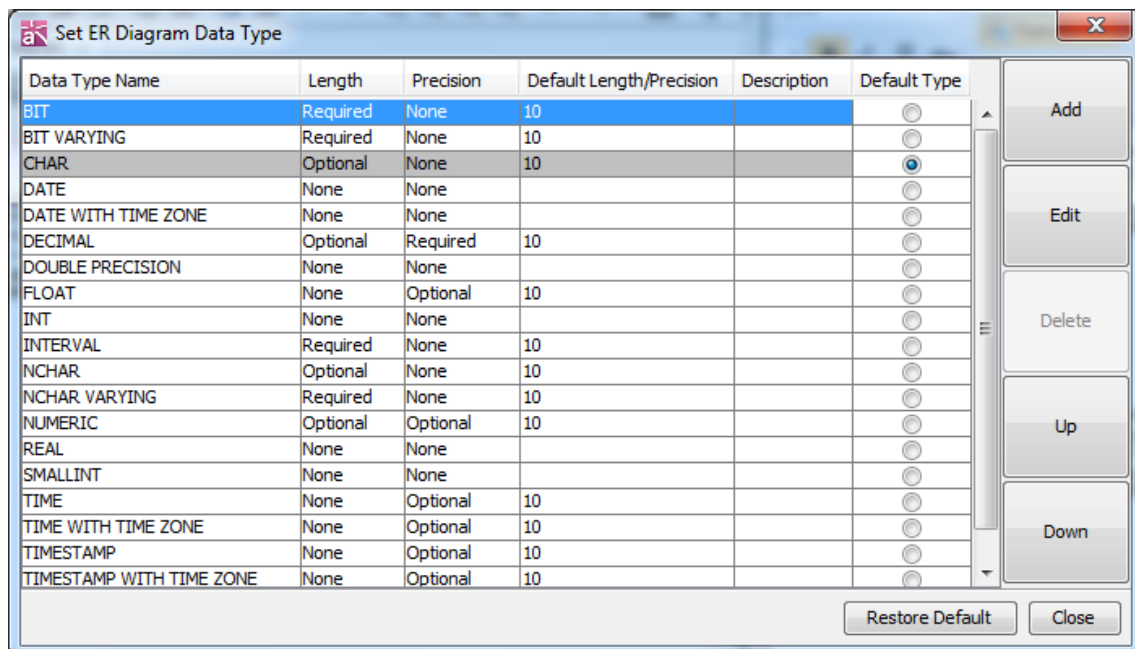 Set ER Diagram Data Type
Data Type Name Length Precision Default Length/Precision Description Default Type
BIT Required None 10
BIT VARYING Required None 10
CHAR Optional None 10
DATE None None
DATE WITH TIME ZONE None None
DECIMAL Optional Required 10
DOUBLE PRECISION None None
FLOAT None Optional 10
INT None None
INTERVAL Required None 10
NCHAR Optional None 10
NCHAR VARYING Required None 10
NUMERIC Optional Optional 10
REAL None None
SMALLINT None None
TIME None Optional 10
TIME WITH TIME ZONE None Optional 10
TIMESTAMP None Optional 10
TIMESTAMP WITH TIME ZONE None Optional 10
Add
Edit
Delete
Up
Down
Restore Default Close